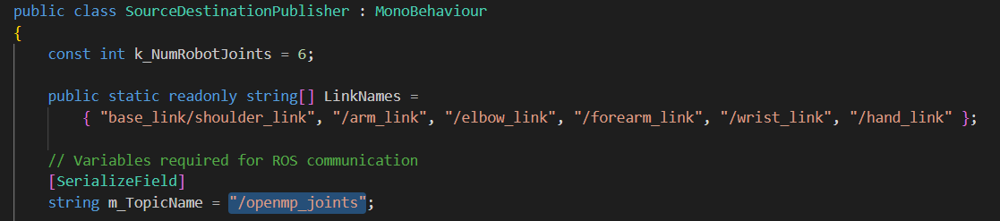 public class SourceDestinationPublisher : MonoBehaviour
{
const int k_NumRobotJoints = 6;
public static readonly string[] LinkNames =
{ "base_link/shoulder_link", "/arm_link", "/elbow_link", "/forearm_link", "/wrist_link", "/hand_link" };
// Variables required for ROS communication
[SerializeField]
string m_TopicName = "/openmp_joints";